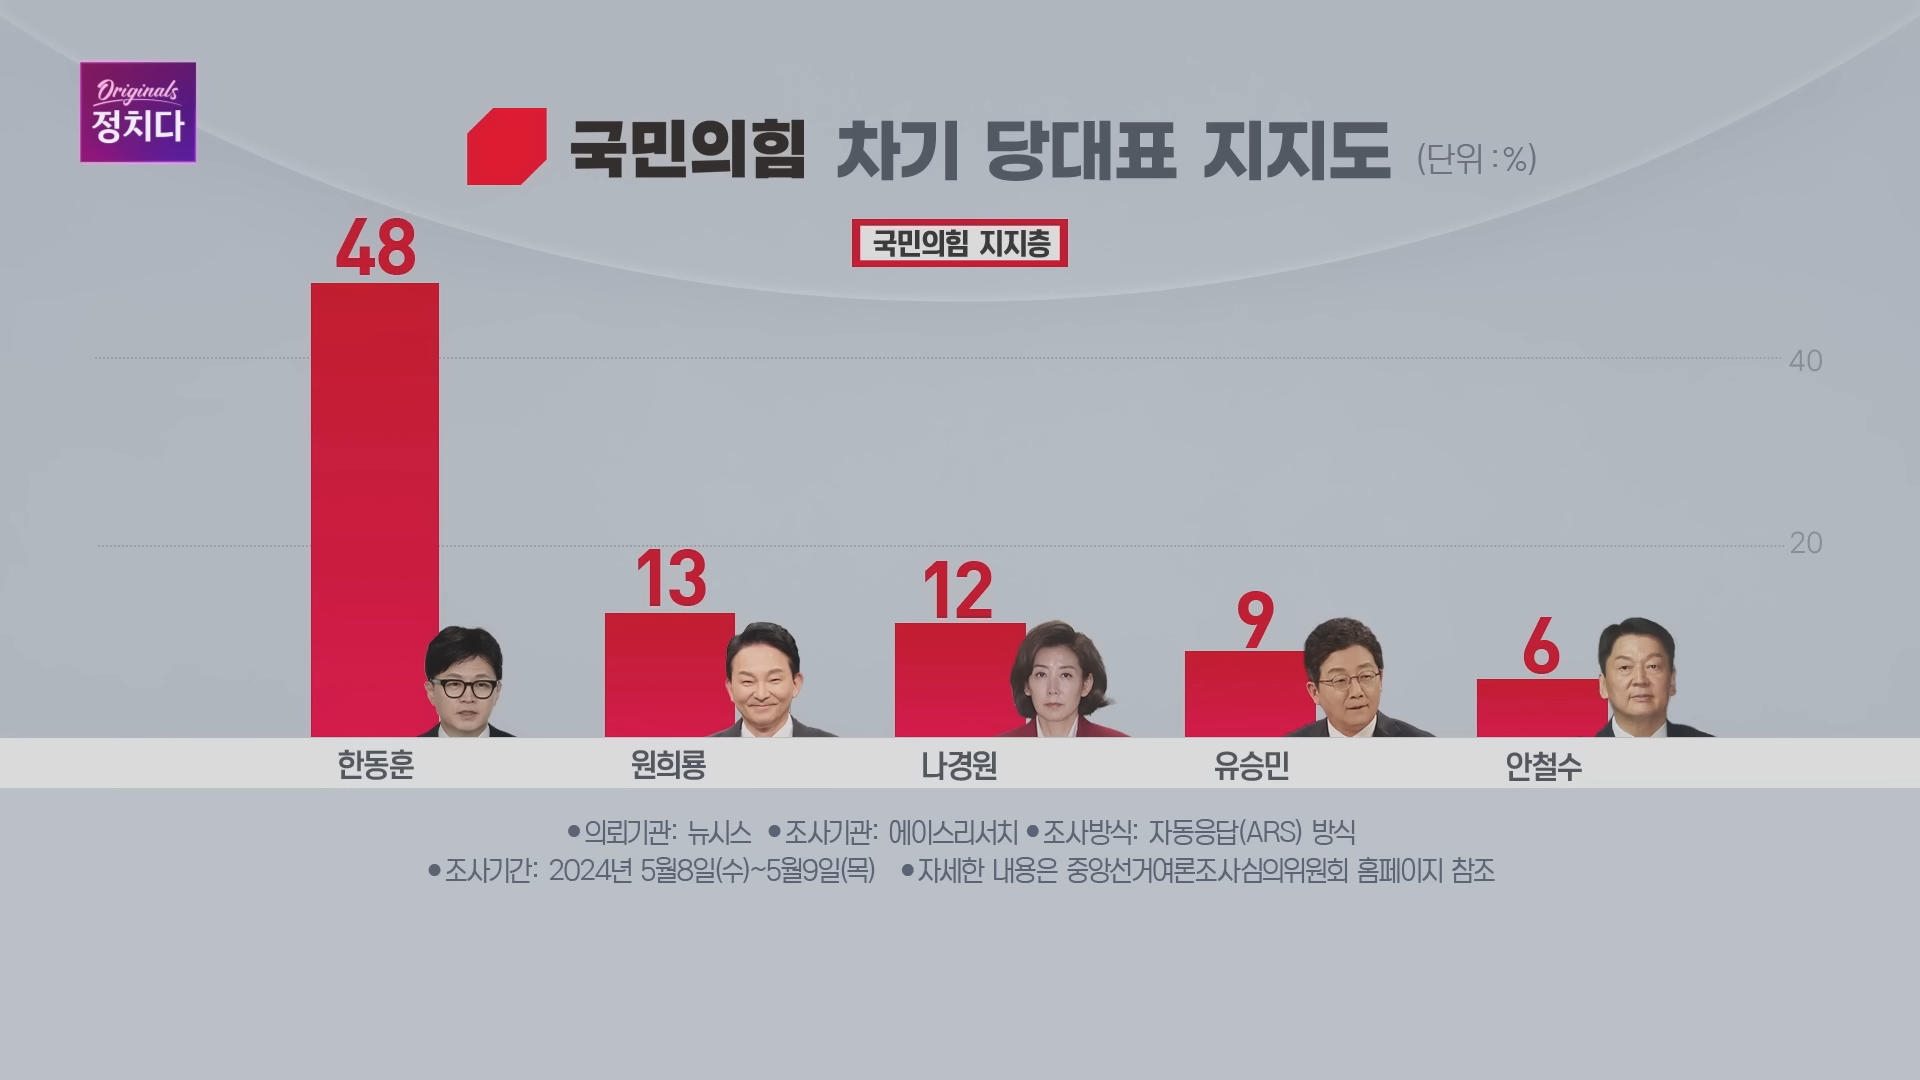 Originals
정치다
국민의힘 차기 당대표 지지도 (단위:%)
국민의힘 지지층
48
40
20
13
12
9
6
한동훈 원희룡 나경원 유승민 안철수
●의뢰기관: 뉴시스 ●조사기관: 에이스리서치 ●조사방식: 자동응답(ARS) 방식
●조사기간: 2024년 5월8일(수)~5월9일(목) ●자세한 내용은 중앙선거여론조사심의위원회 홈페이지 참조